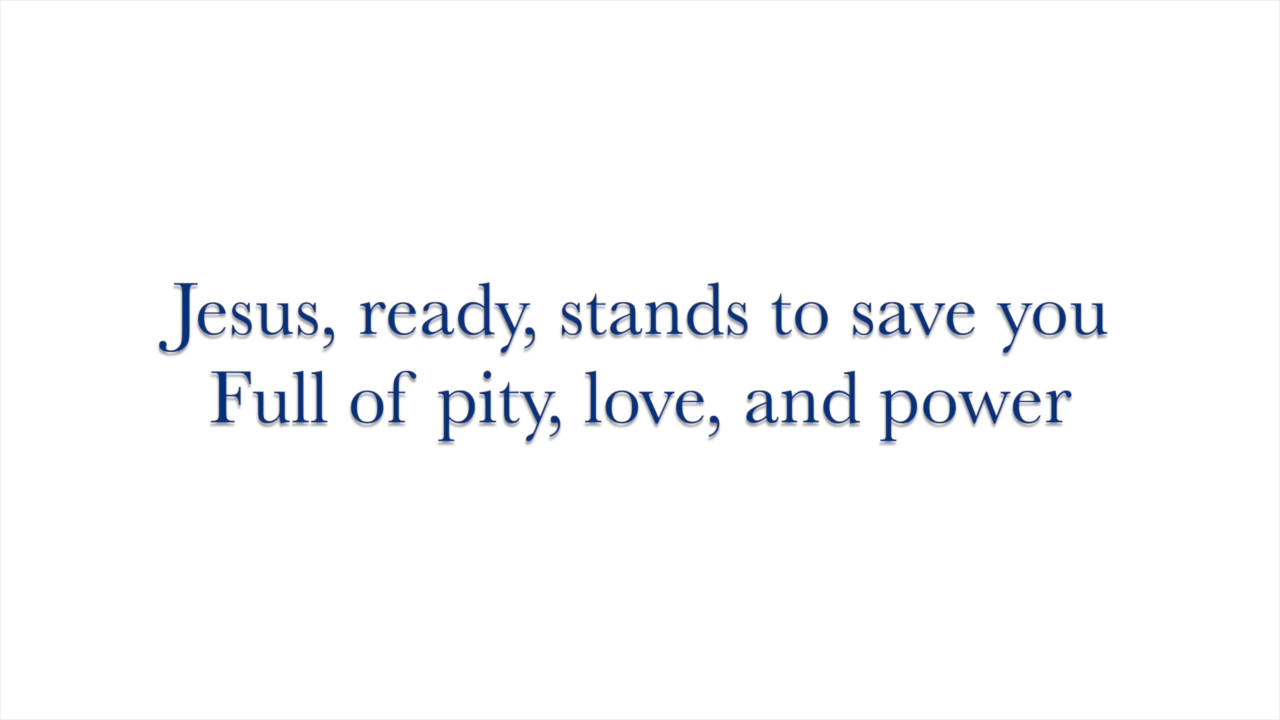 Jesus, ready, stands to save you
Full of pity, love, and power